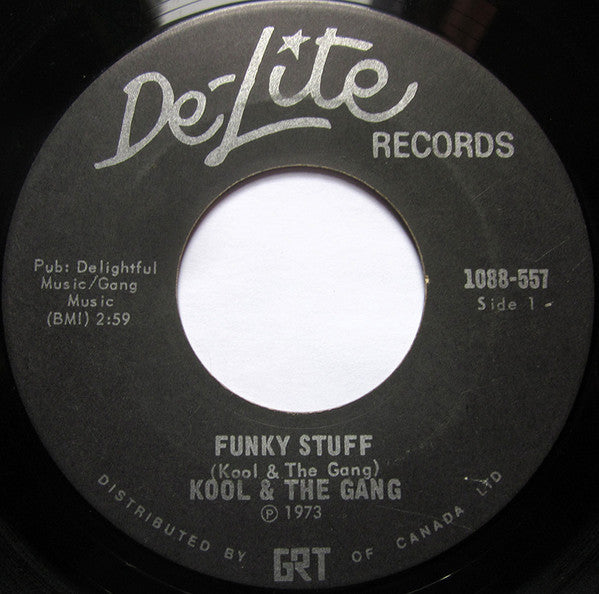 De-Lite
RECORDS
Pub: Delightful
Music/Gang
Music
(BMI) 2:59
1088-557
Side 1
FUNKY STUFF
(Kool & The Gang)
KOOL & THE GANG
℗ 1973
DISTRIBUTED BY GRT OF CANADA LTD